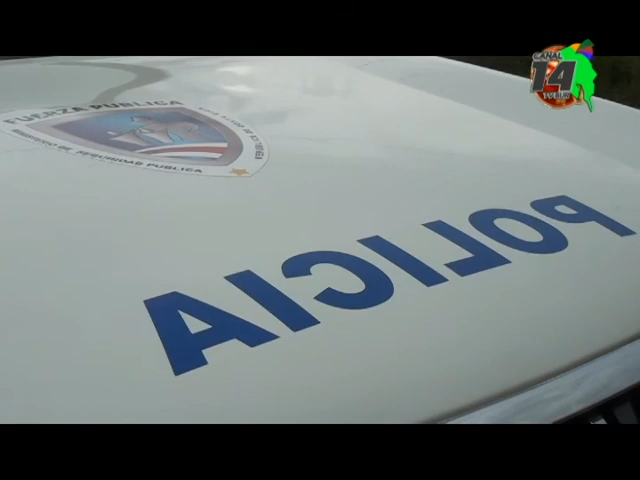 CANAL
14
FUERZA PUBLICA
MINISTERIO DE SEGURIDAD PUBLICA
POLICIA